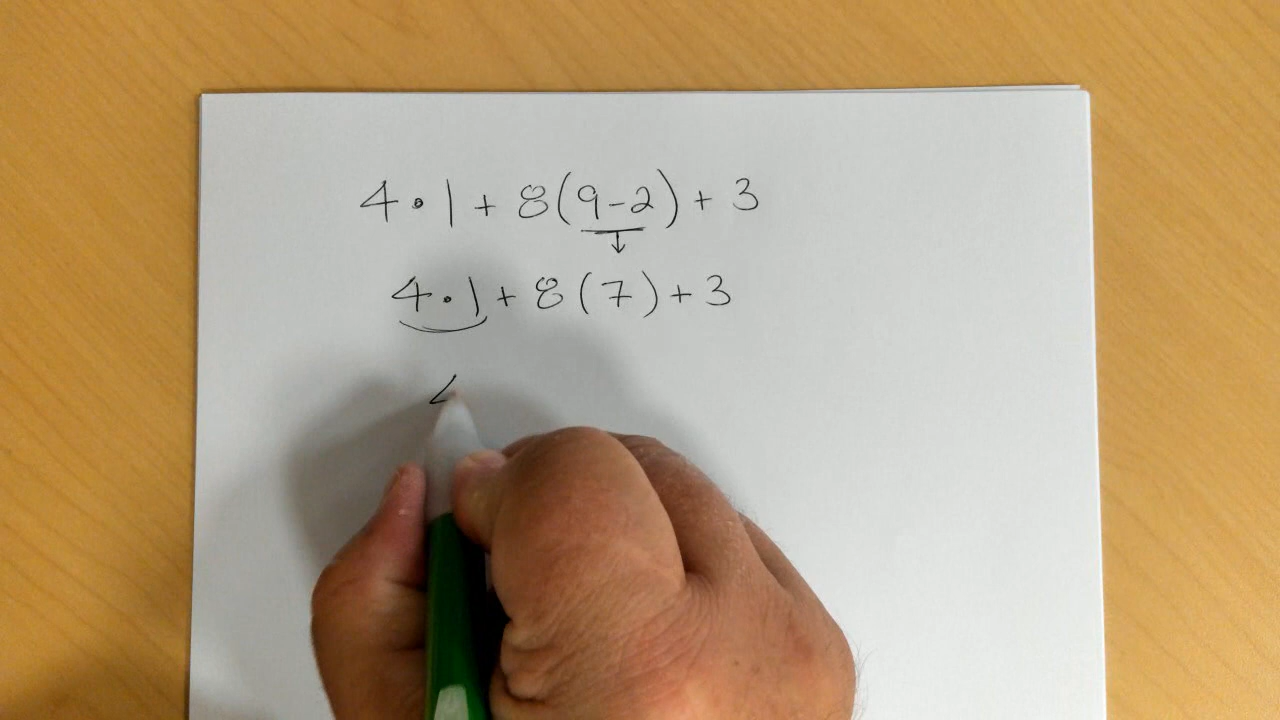 4 • 1 + 8(9-2) + 3
4 • 1 + 8(7) + 3